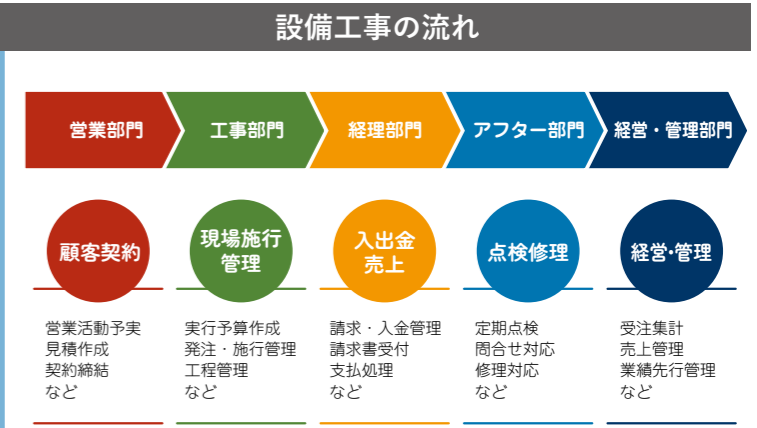 設備工事の流れ
営業部門
工事部門
経理部門
アフター部門
経営・管理部門
顧客契約
現場施行
管理
入出金
売上
点検修理
経営・管理
営業活動予実
見積作成
契約締結
など
実行予算作成
発注・施行管理
工程管理
など
請求・入金管理
請求書受付
支払処理
など
定期点検
問合せ対応
修理対応
など
受注集計
売上管理
業績先行管理
など